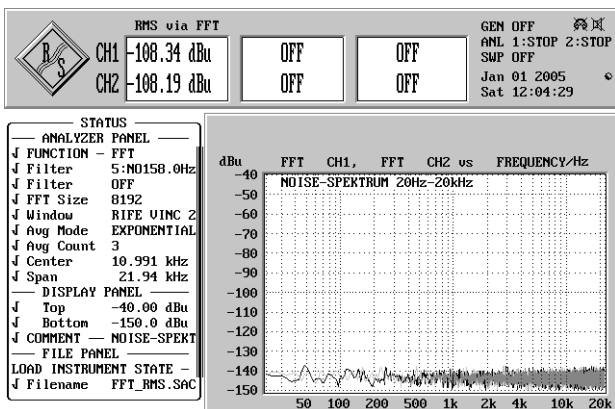 RMS via FFT
R S
CH1 -108.34 dBu OFF OFF
CH2 -108.19 dBu
GEN OFF
ANL 1:STOP 2:STOP
SWP OFF
Jan 01 2005
Sat 12:04:29
STATUS
ANALYZER PANEL
FUNCTION - FFT
Filter 5:NO158.0Hz
Filter OFF
FFT Size 8192
Window RIFE VINC 2
Avg Mode EXPONENTIAL
Avg Count 3
Center 10.991 kHz
Span 21.94 kHz
DISPLAY PANEL
Top -40.00 dBu
Bottom -150.0 dBu
COMMENT — NOISE-SPEKT
FILE PANEL
LOAD INSTRUMENT STATE -
Filename FFT_RMS.SAC
dBu FFT CH1, FFT CH2 vs FREQUENCY/Hz
NOISE-SPEKTRUM 20Hz-20kHz
-40
-50
-60
-70
-80
-90
-100
-110
-120
-130
-140
-150
50 100 200 500 1k 2k 4k 10k 20k